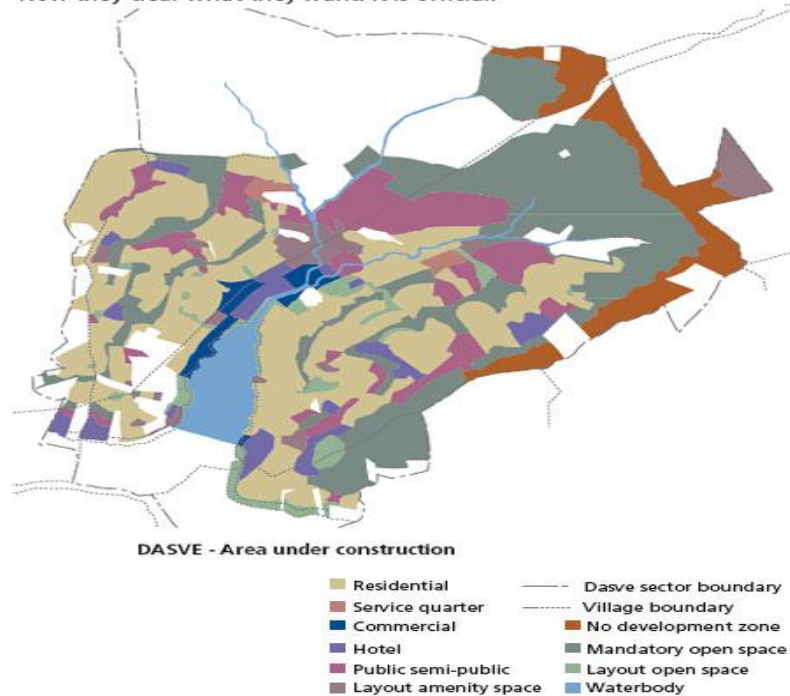 DASVE - Area under construction
Residential
Service quarter
Commercial
Hotel
Public semi-public
Layout amenity space
Dasve sector boundary
Village boundary
No development zone
Mandatory open space
Layout open space
Waterbody